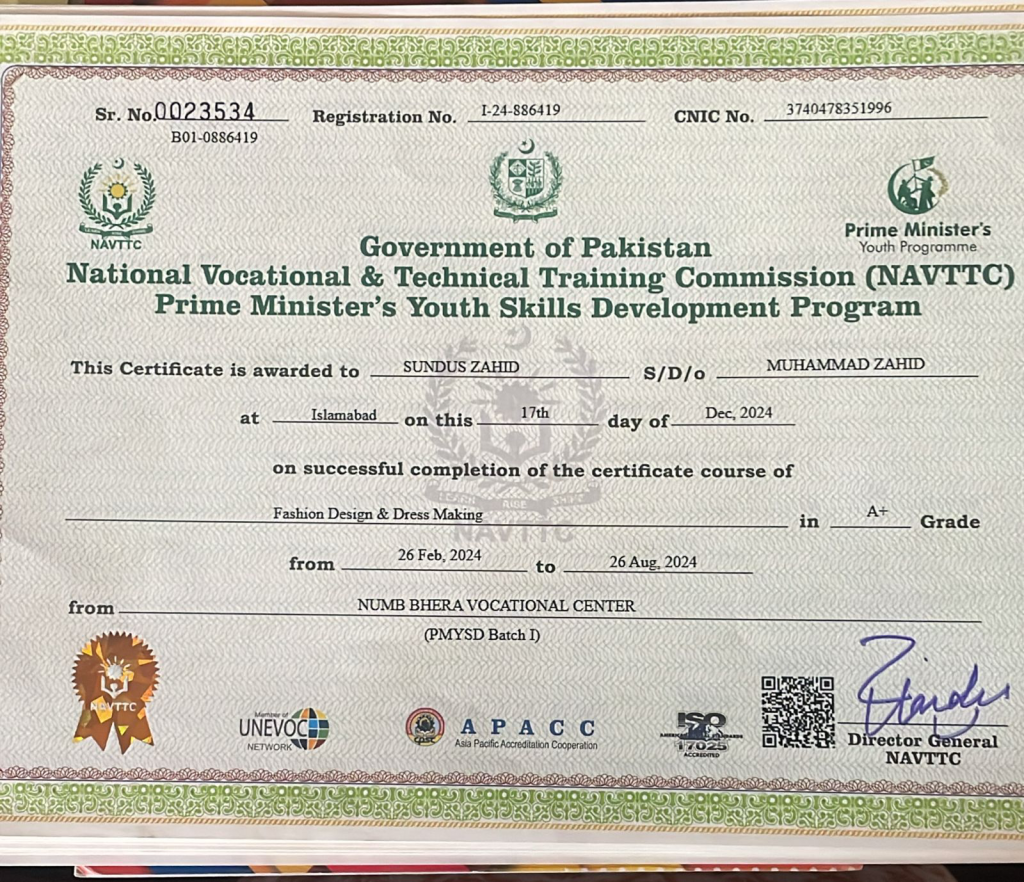 Sr. No. 0023534 Registration No. I-24-886419 CNIC No. 3740478351996
B01-0886419
NAVTTC
Prime Minister's
Youth Programme
Government of Pakistan
National Vocational & Technical Training Commission (NAVTTC)
Prime Minister's Youth Skills Development Program
This Certificate is awarded to SUNDUS ZAHID S/D/o MUHAMMAD ZAHID
at Islamabad on this 17th day of Dec, 2024
on successful completion of the certificate course of
Fashion Design & Dress Making in A+ Grade
NAVTTC
from 26 Feb, 2024 to 26 Aug, 2024
from NUMB BHERA VOCATIONAL CENTER
(PMYSD Batch I)
NAVTTC
Member of
UNEVOC
NETWORK
APACC
Asia Pacific Accreditation Cooperation
ISO
17025
ACCREDITED
Director General
NAVTTC